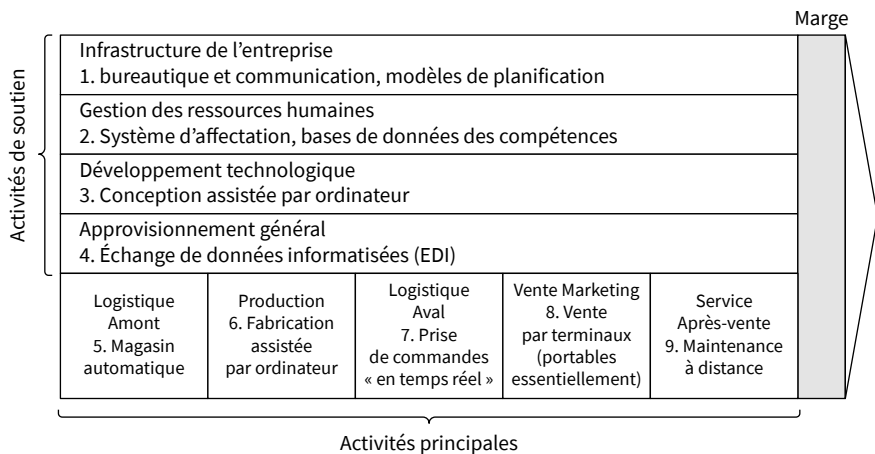 Marge
Activités de soutien
Infrastructure de l’entreprise
1. bureautique et communication, modèles de planification
Gestion des ressources humaines
2. Système d’affectation, bases de données des compétences
Développement technologique
3. Conception assistée par ordinateur
Approvisionnement général
4. Échange de données informatisées (EDI)
Logistique
Amont
5. Magasin
automatique
Production
6. Fabrication
assistée
par ordinateur
Logistique
Aval
7. Prise
de commandes
« en temps réel »
Vente Marketing
8. Vente
par terminaux
(portables
essentiellement)
Service
Après-vente
9. Maintenance
à distance
Activités principales